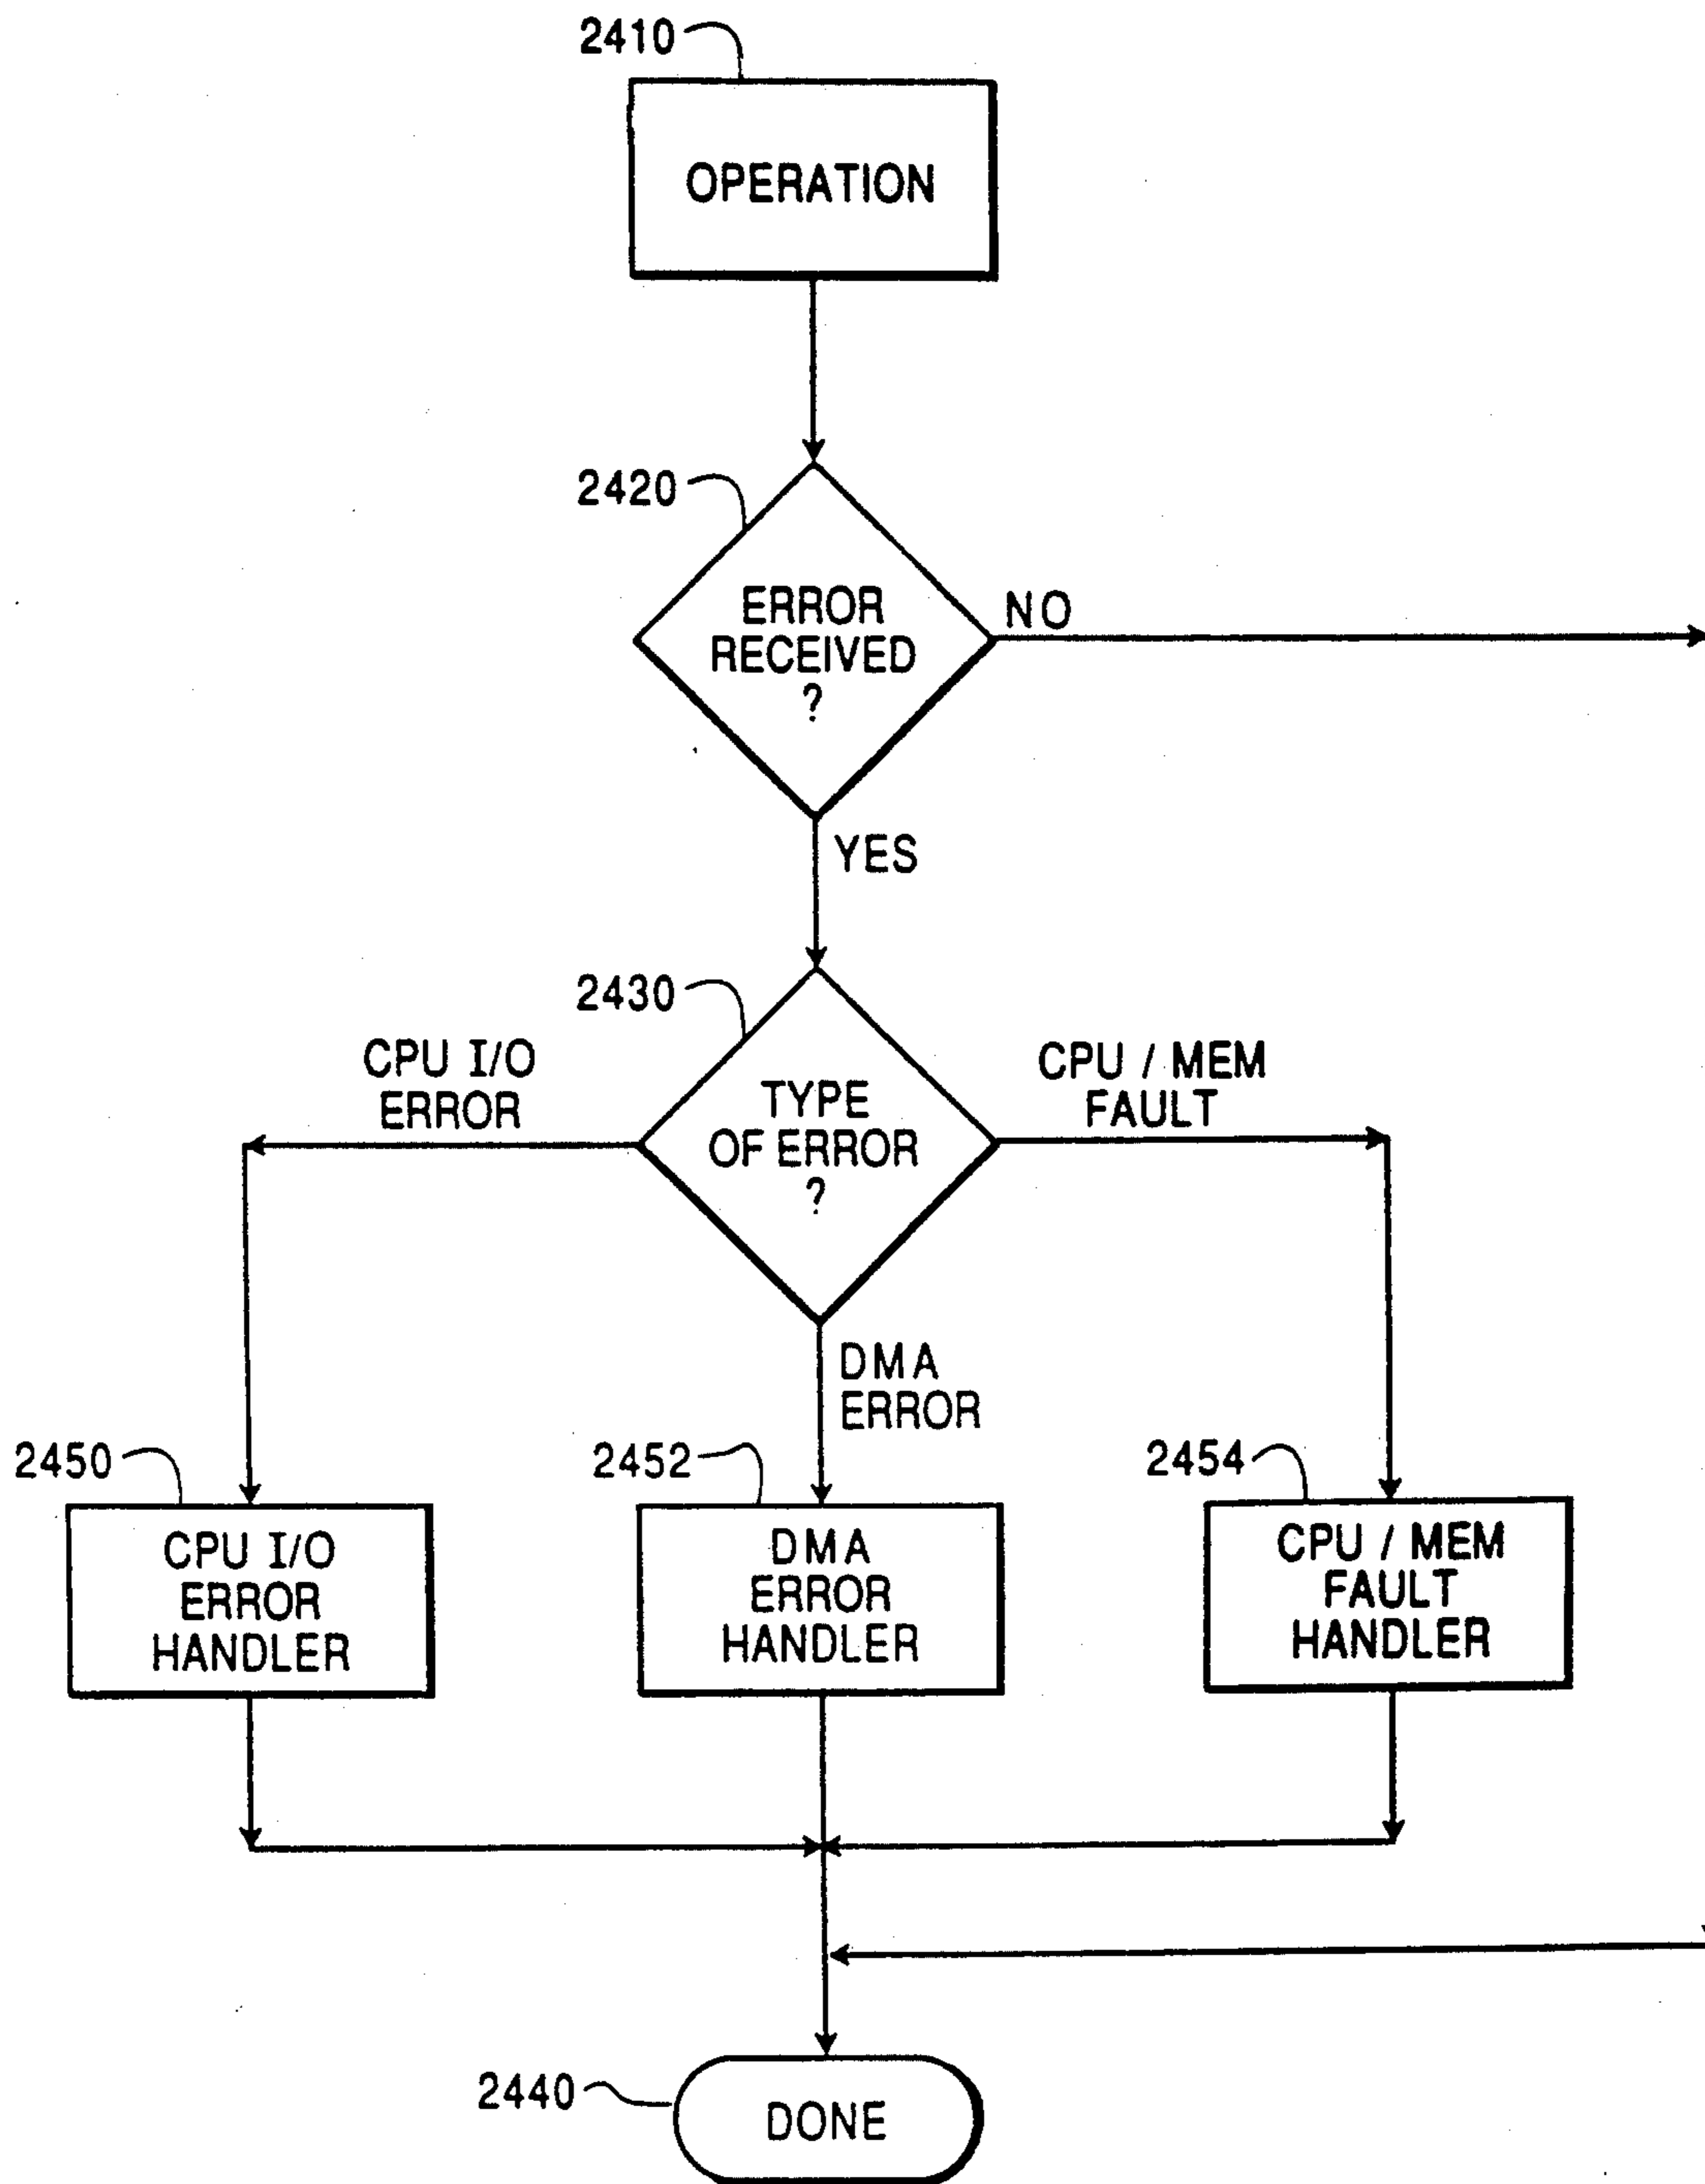 2410
OPERATION
2420
ERROR
RECEIVED
?
NO
YES
2430
TYPE
OF ERROR
?
CPU I/O
ERROR
CPU / MEM
FAULT
DMA
ERROR
2450
CPU I/O
ERROR
HANDLER
2452
DMA
ERROR
HANDLER
2454
CPU / MEM
FAULT
HANDLER
2440
DONE